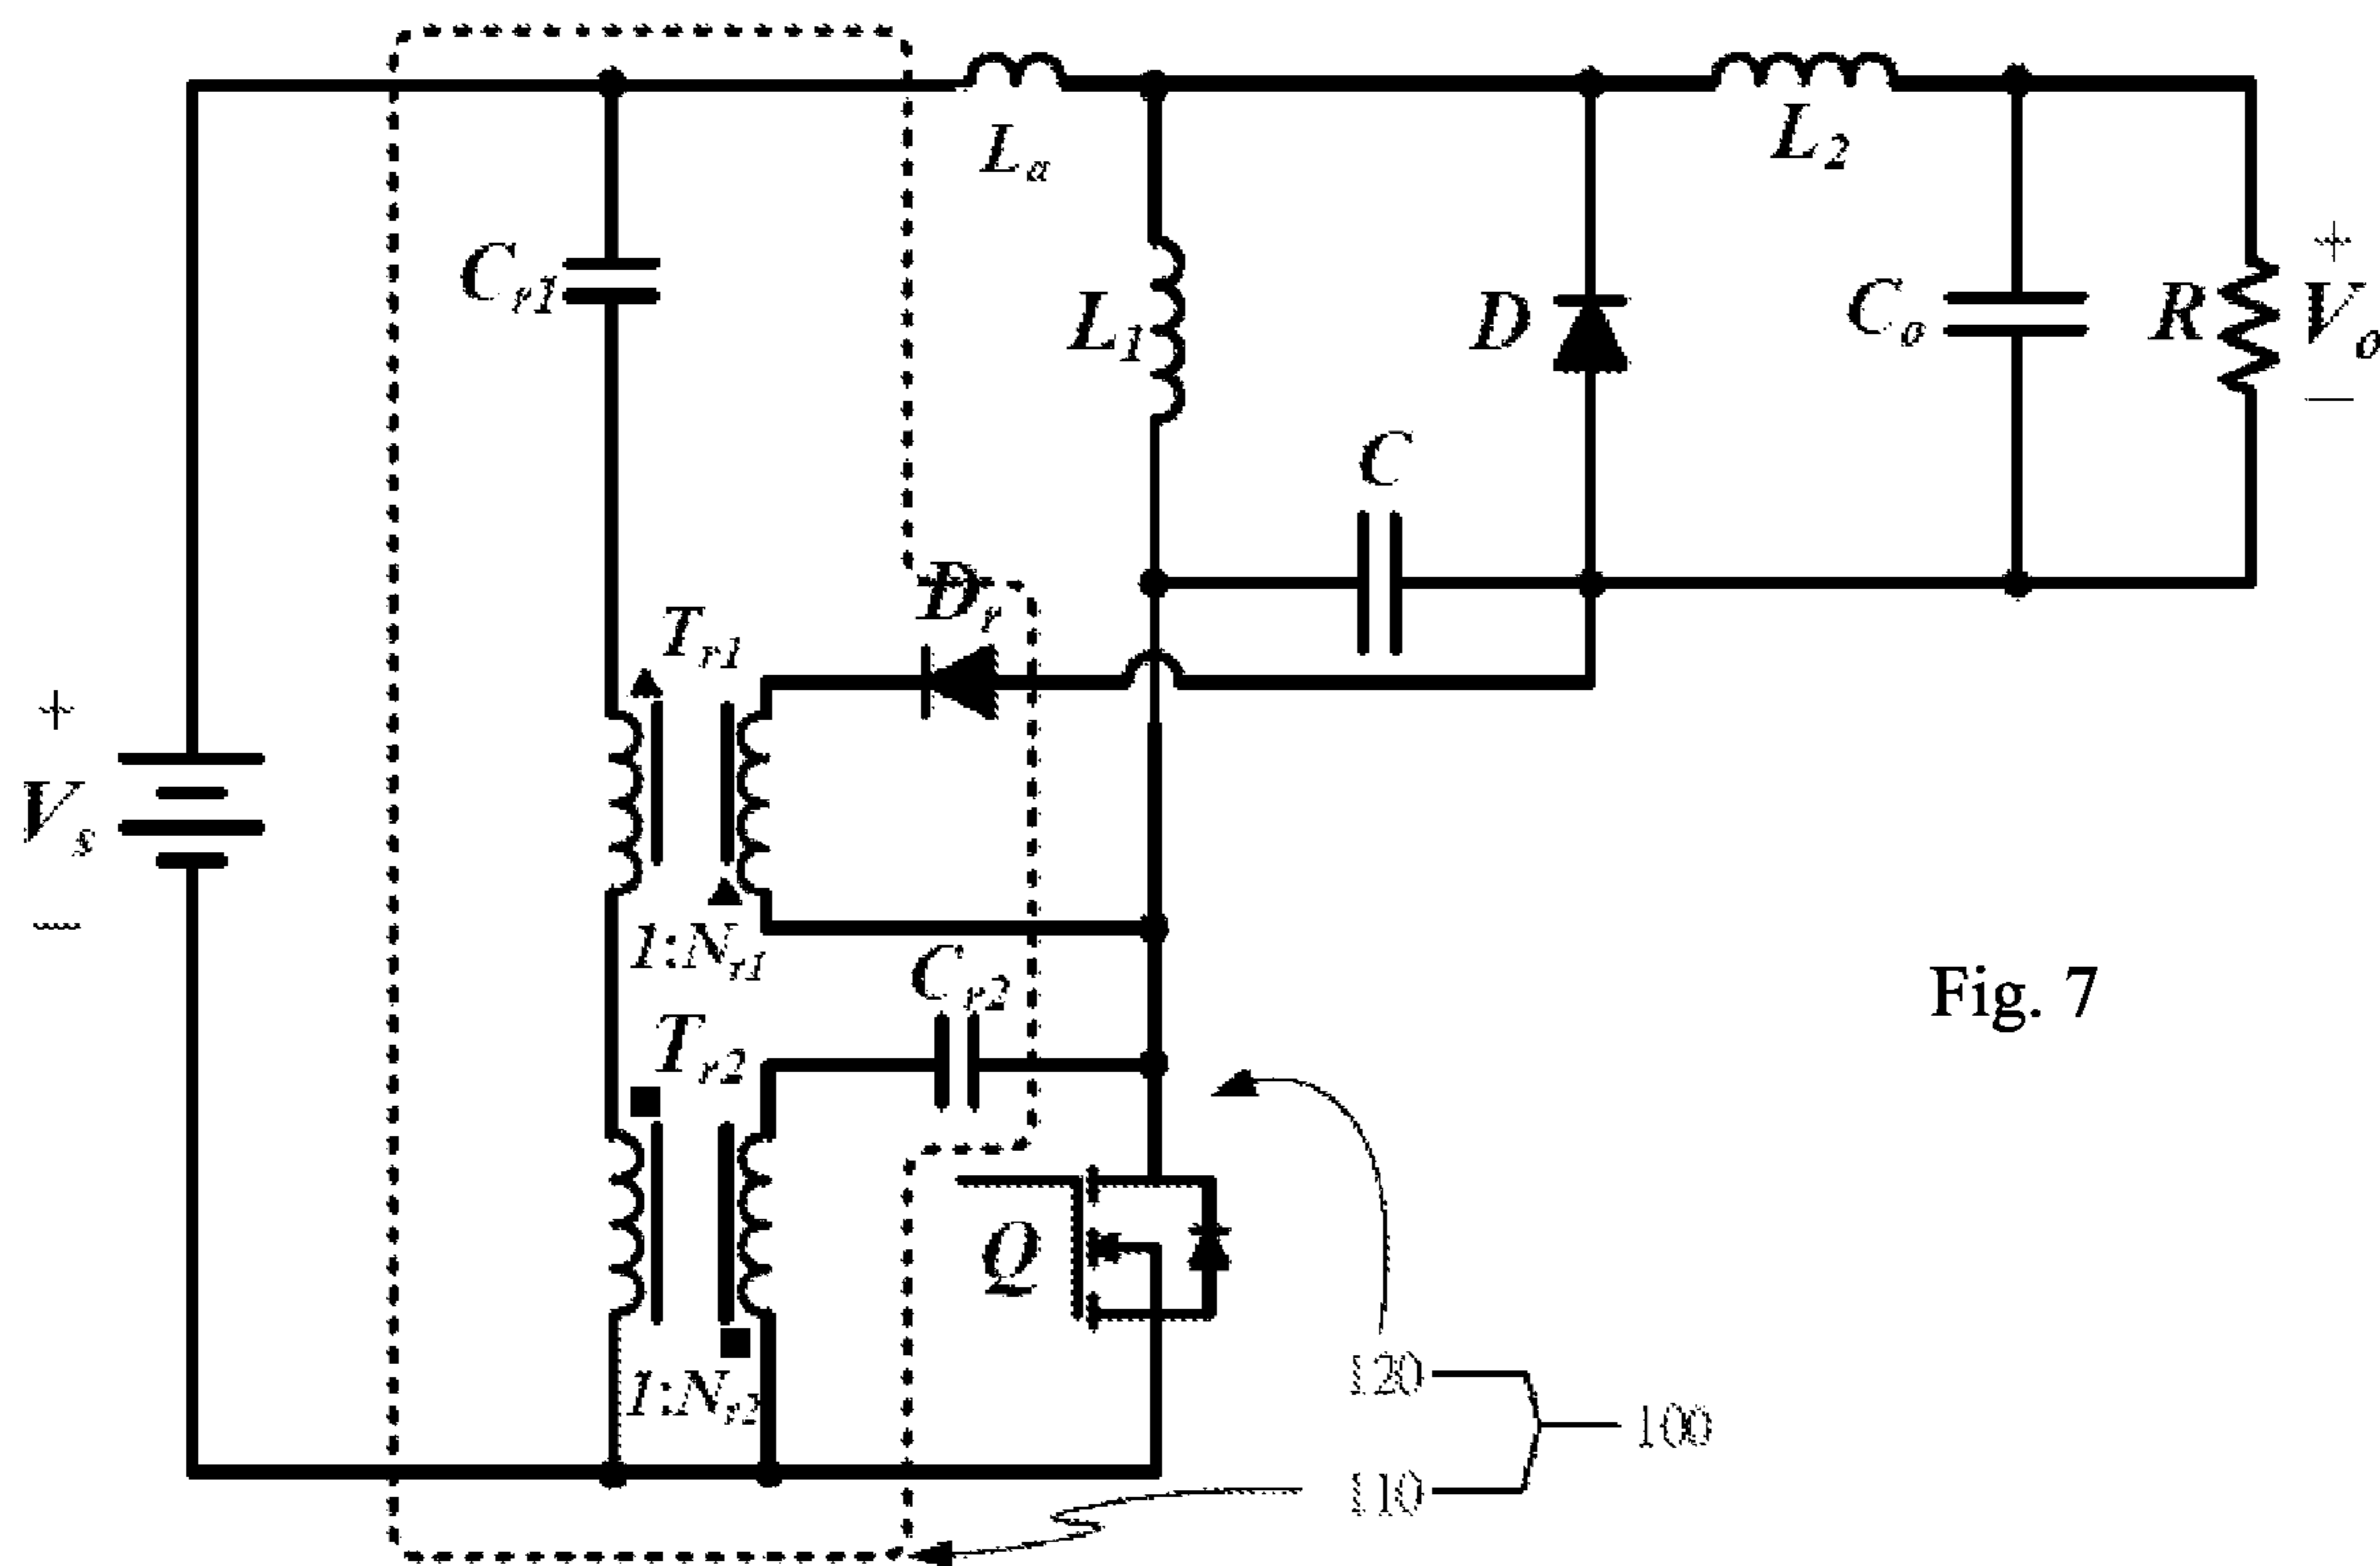 La
L2
Cr1
L1
D
Co
R
+
Vo
−
C
Dr
Tr1
+
Vs
−
1:Nr1
Cr2
Tr2
Fig. 7
Q
1:Nr2
120
100
110